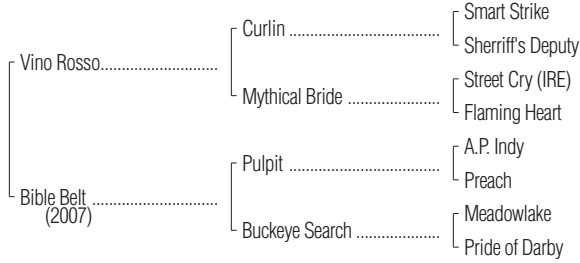 Smart Strike
Curlin ..................................
Sherriff's Deputy
Vino Rosso...........................
Street Cry (IRE)
Mythical Bride .....................
Flaming Heart
A.P. Indy
Pulpit ..................................
Preach
Bible Belt .............................
(2007)
Meadowlake
Buckeye Search ...................
Pride of Darby